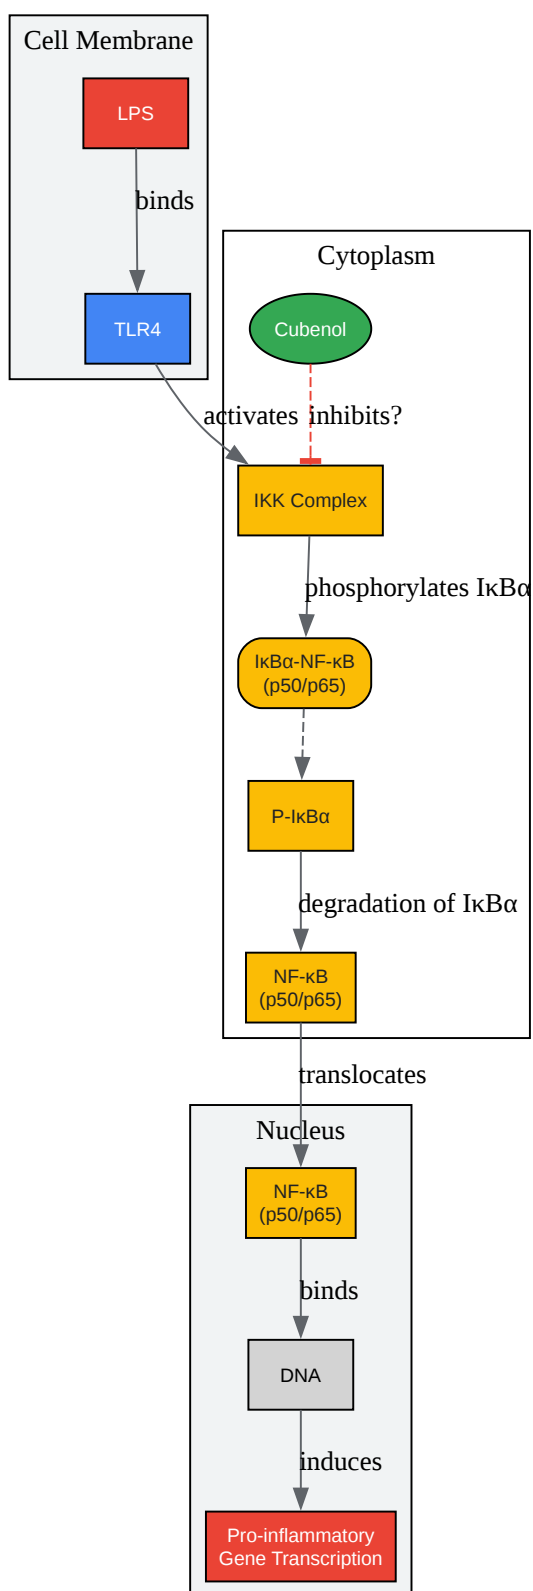 Cell Membrane
LPS
binds
TLR4
Cytoplasm
Cubenol
activates
inhibits?
IKK Complex
phosphorylates IκBα
IκBα-NF-κB
(p50/p65)
P-IκBα
degradation of IκBα
NF-κB
(p50/p65)
translocates
Nucleus
NF-κB
(p50/p65)
binds
DNA
induces
Pro-inflammatory
Gene Transcription